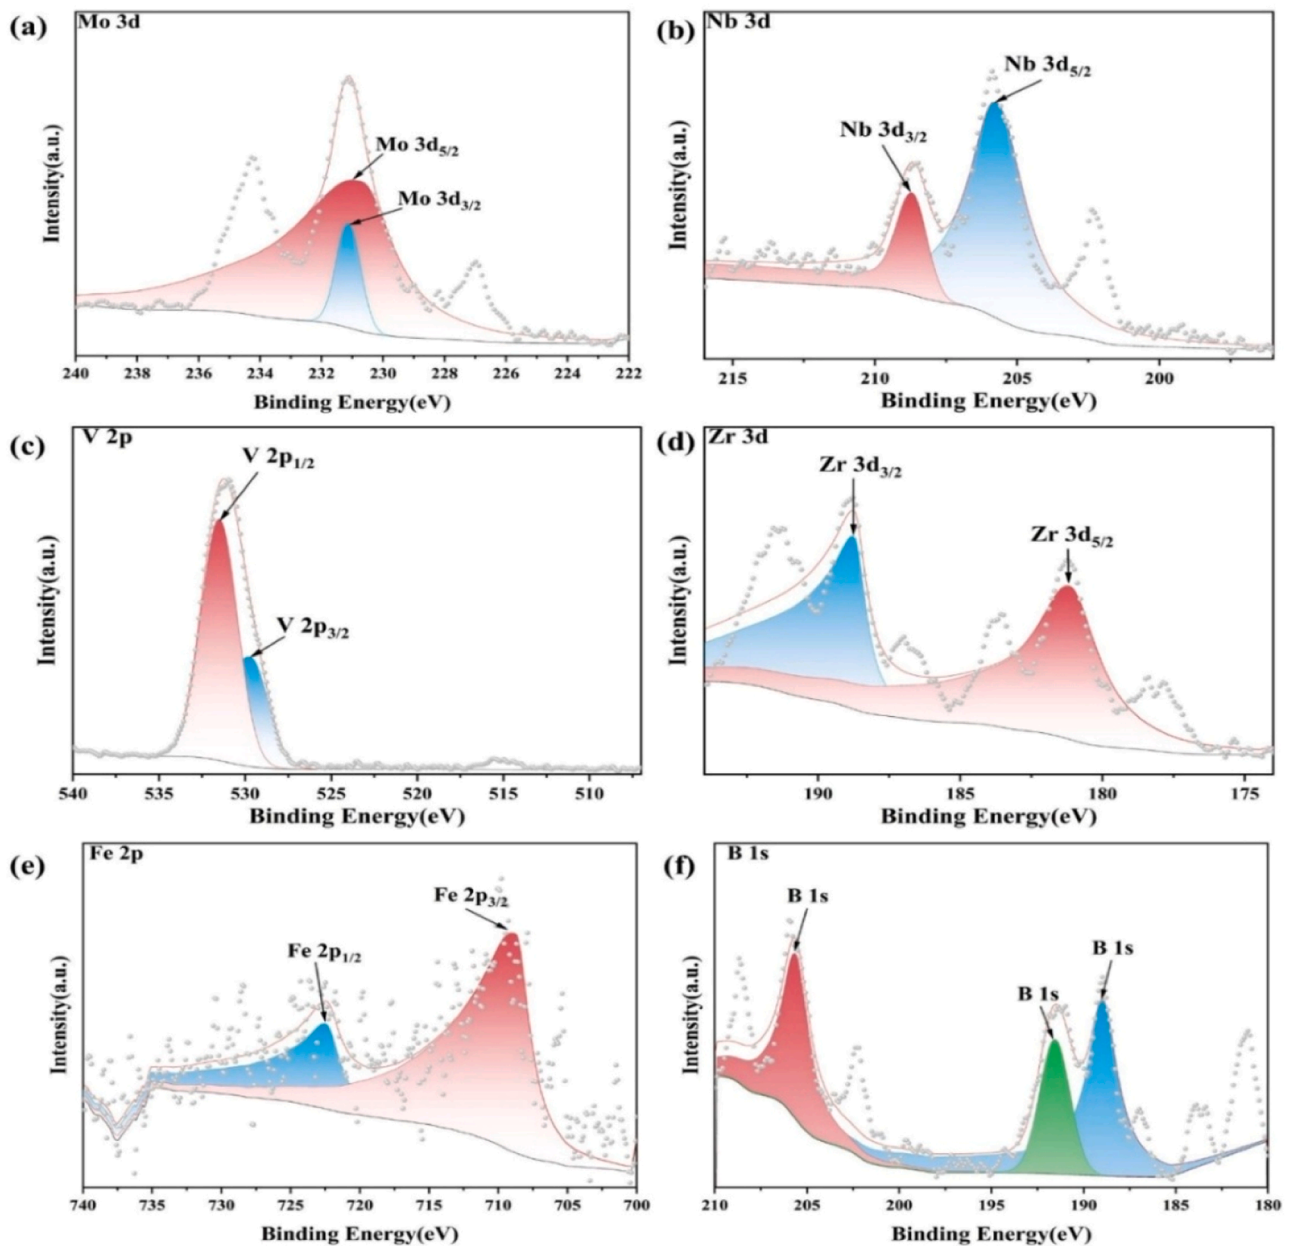 (a)
Mo 3d
Intensity(a.u.)
Mo 3d5/2
Mo 3d3/2
240 238 236 234 232 230 228 226 224 222
Binding Energy(eV)
(b)
Nb 3d
Intensity(a.u.)
Nb 3d5/2
Nb 3d3/2
215 210 205 200
Binding Energy(eV)
(c)
V 2p
Intensity(a.u.)
V 2p1/2
V 2p3/2
540 535 530 525 520 515 510
Binding Energy(eV)
(d)
Zr 3d
Intensity(a.u.)
Zr 3d3/2
Zr 3d5/2
190 185 180 175
Binding Energy(eV)
(e)
Fe 2p
Intensity(a.u.)
Fe 2p3/2
Fe 2p1/2
740 735 730 725 720 715 710 705 700
Binding Energy(eV)
(f)
B 1s
Intensity(a.u.)
B 1s
B 1s
B 1s
210 205 200 195 190 185 180
Binding Energy(eV)